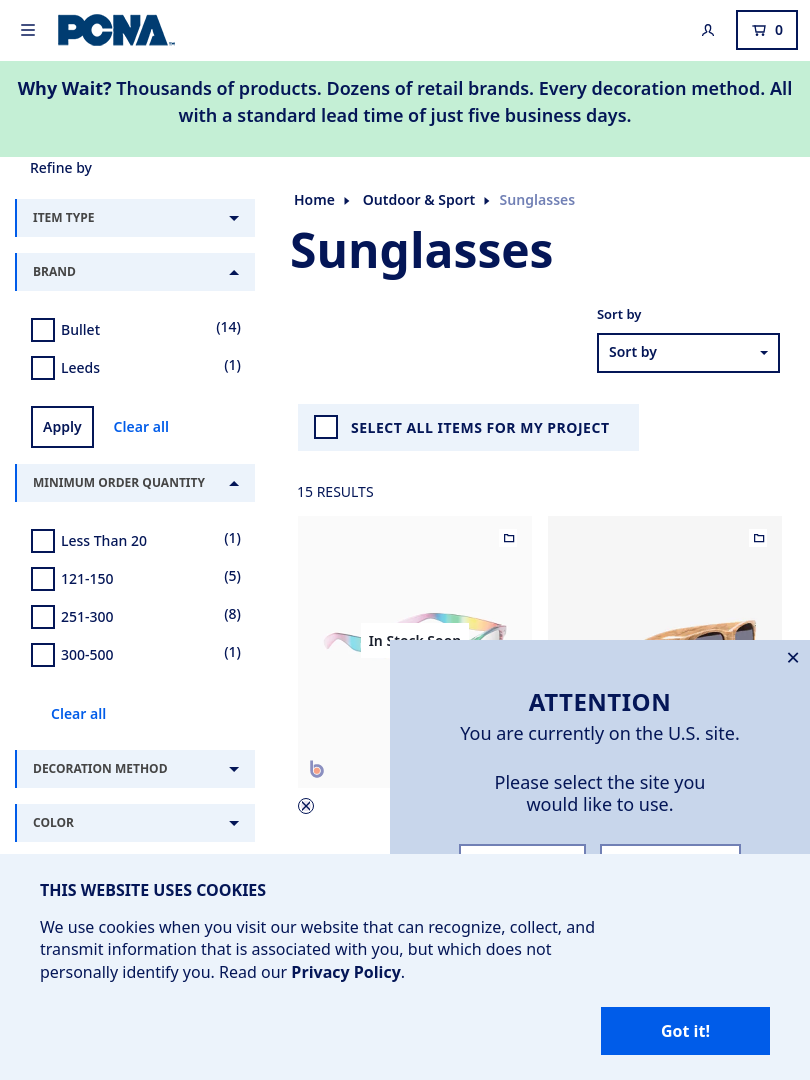 PCNA
0
Why Wait? Thousands of products. Dozens of retail brands. Every decoration method. All
with a standard lead time of just five business days.
Refine by
ITEM TYPE
BRAND
Bullet (14)
Leeds (1)
Apply Clear all
MINIMUM ORDER QUANTITY
Less Than 20 (1)
121-150 (5)
251-300 (8)
300-500 (1)
Clear all
DECORATION METHOD
COLOR
Home Outdoor & Sport Sunglasses
Sunglasses
Sort by
Sort by
SELECT ALL ITEMS FOR MY PROJECT
15 RESULTS
In Stock Soon
b
ATTENTION
You are currently on the U.S. site.
Please select the site you
would like to use.
THIS WEBSITE USES COOKIES
We use cookies when you visit our website that can recognize, collect, and
transmit information that is associated with you, but which does not
personally identify you. Read our Privacy Policy.
Got it!